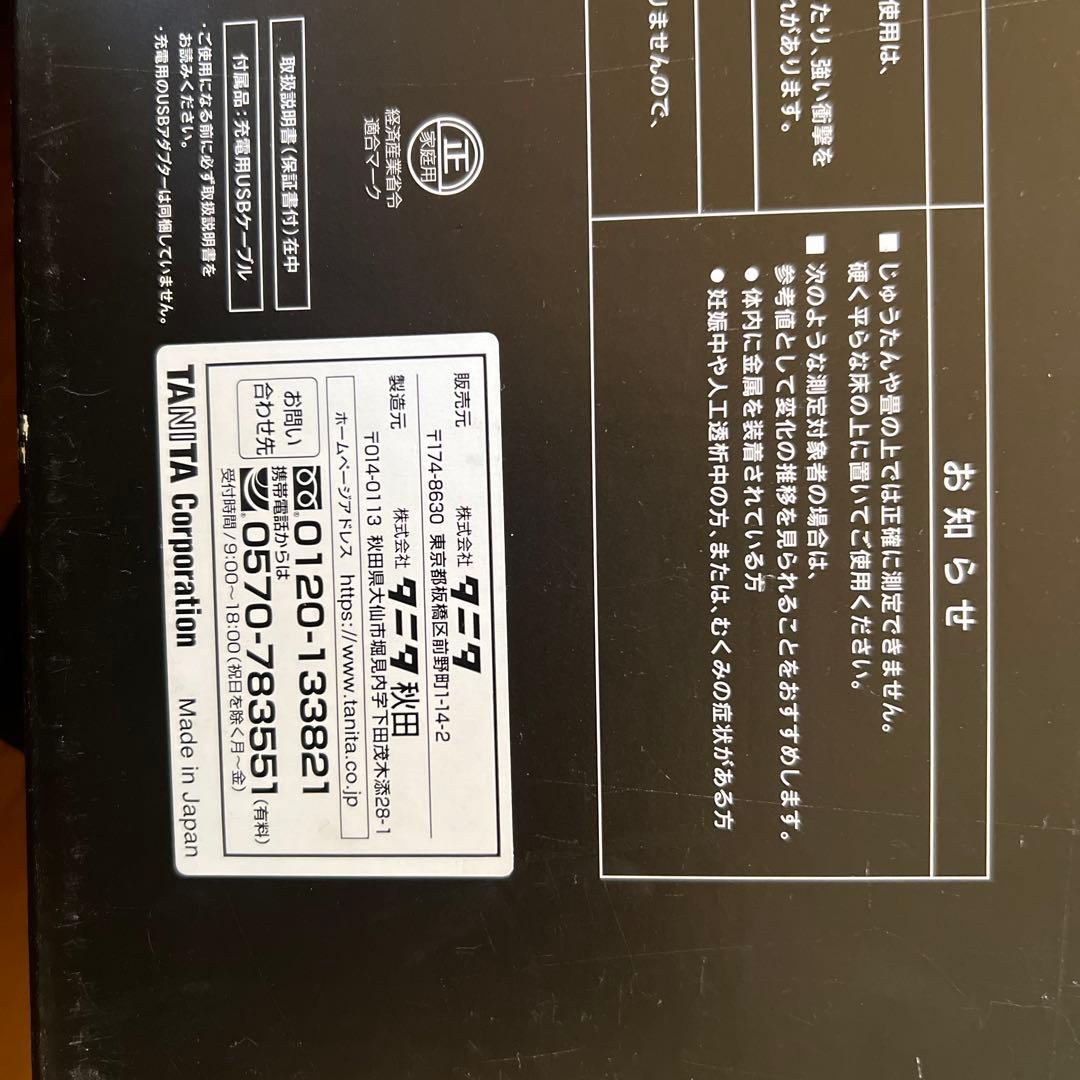 お知らせ
■じゅうたんや畳の上では正確に測定できません。
硬く平らな床の上に置いてご使用ください。
■次のような測定対象者の場合は、
参考値として変化の推移を見られることをおすすめします。
●体内に金属を装着されている方
●妊娠中や人工透析中の方、または、むくみの症状がある方
使用は、
たり、強い衝撃を
れがあります。
りませんので、
正
家庭用
経済産業省令
適合マーク
取扱説明書(保証書付)在中
付属品:充電用USBケーブル
・ご使用になる前に必ず取扱説明書を
お読みください。
・充電用のUSBアダプターは同梱していません。
販売元 株式会社 タニタ
〒174-8630 東京都板橋区前野町1-14-2
製造元 株式会社 タニタ秋田
〒014-0113 秋田県大仙市堀見内字下田茂木添28-1
ホームページアドレス https://www.tanita.co.jp
お問い
合わせ先
0120-133821
携帯電話からは
0570-783551(有料)
受付時間/9:00~18:00(祝日を除く月~金)
TANITA Corporation Made in Japan